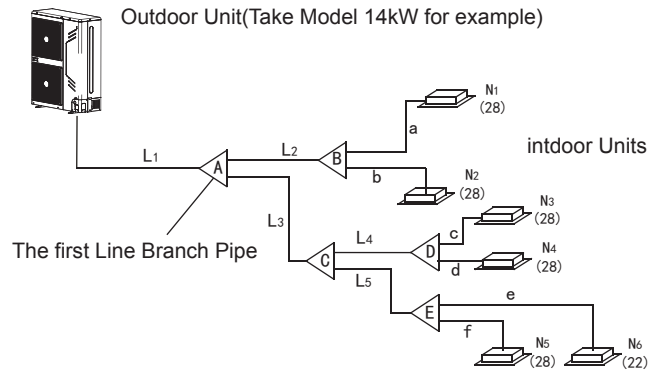 Outdoor Unit(Take Model 14kW for example)
N1
(28)
a
L1
L2
A
B
b
intdoor Units
N2
(28)
L3
N3
(28)
The first Line Branch Pipe
L4
c
C
D
d
N4
(28)
L5
e
E
f
N5
(28)
N6
(22)